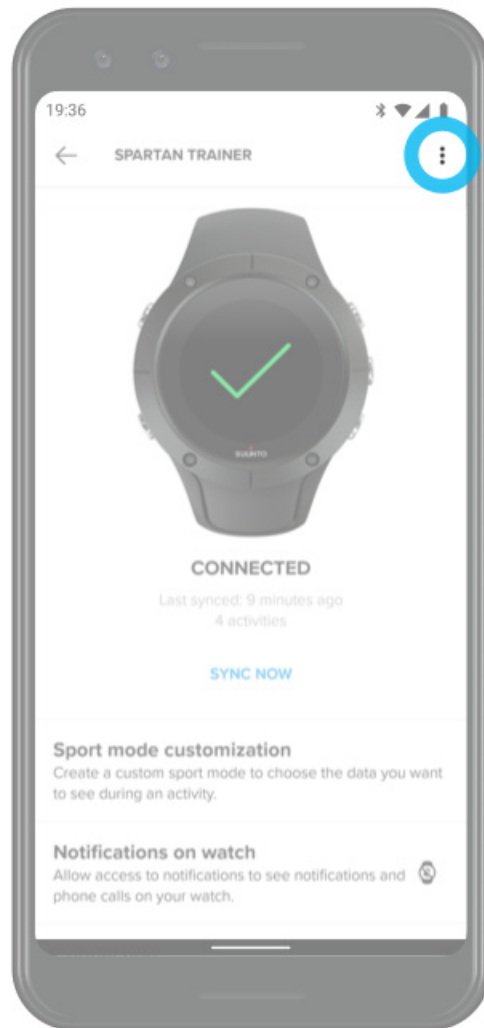 19:36
SPARTAN TRAINER
SUUNTO
CONNECTED
Last synced: 9 minutes ago
4 activities
SYNC NOW
Sport mode customization
Create a custom sport mode to choose the data you want
to see during an activity.
Notifications on watch
Allow access to notifications to see notifications and
phone calls on your watch.